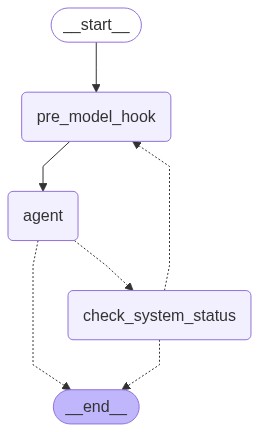 __start__
pre_model_hook
agent
check_system_status
__end__